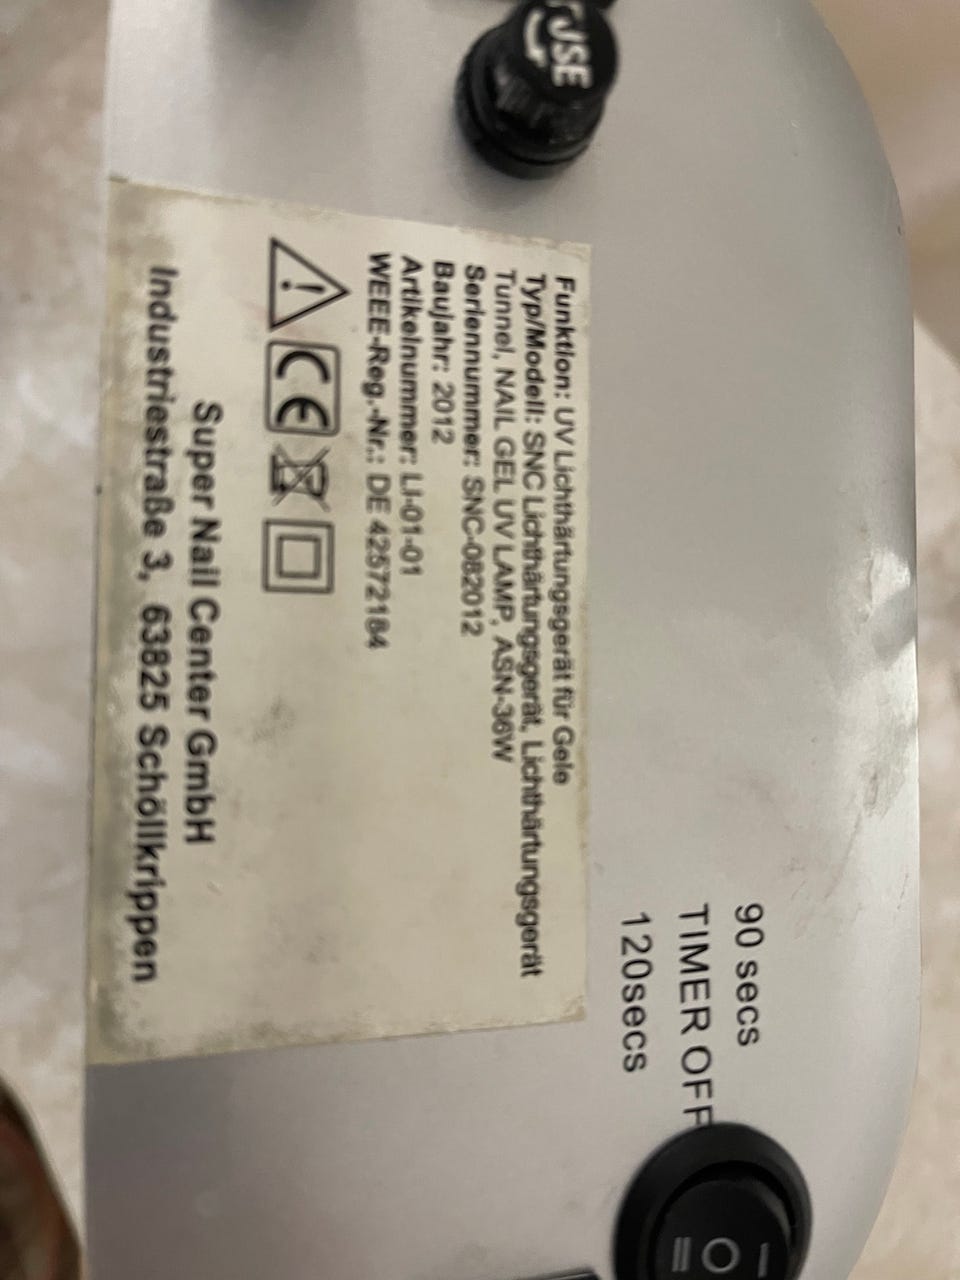 FUSE
Funktion: UV Lichthärtungsgerät für Gele
Typ/Modell: SNC Lichthärtungsgerät, Lichthärtungsgerät
Tunnel, NAIL GEL UV LAMP, ASN-36W
Seriennummer: SNC-082012
Baujahr: 2012
Artikelnummer: LI-01-01
WEEE-Reg.-Nr.: DE 42572184
CE
Super Nail Center GmbH
Industriestraße 3, 63825 Schöllkrippen
90 secs
TIMER OFF
120secs
I O II